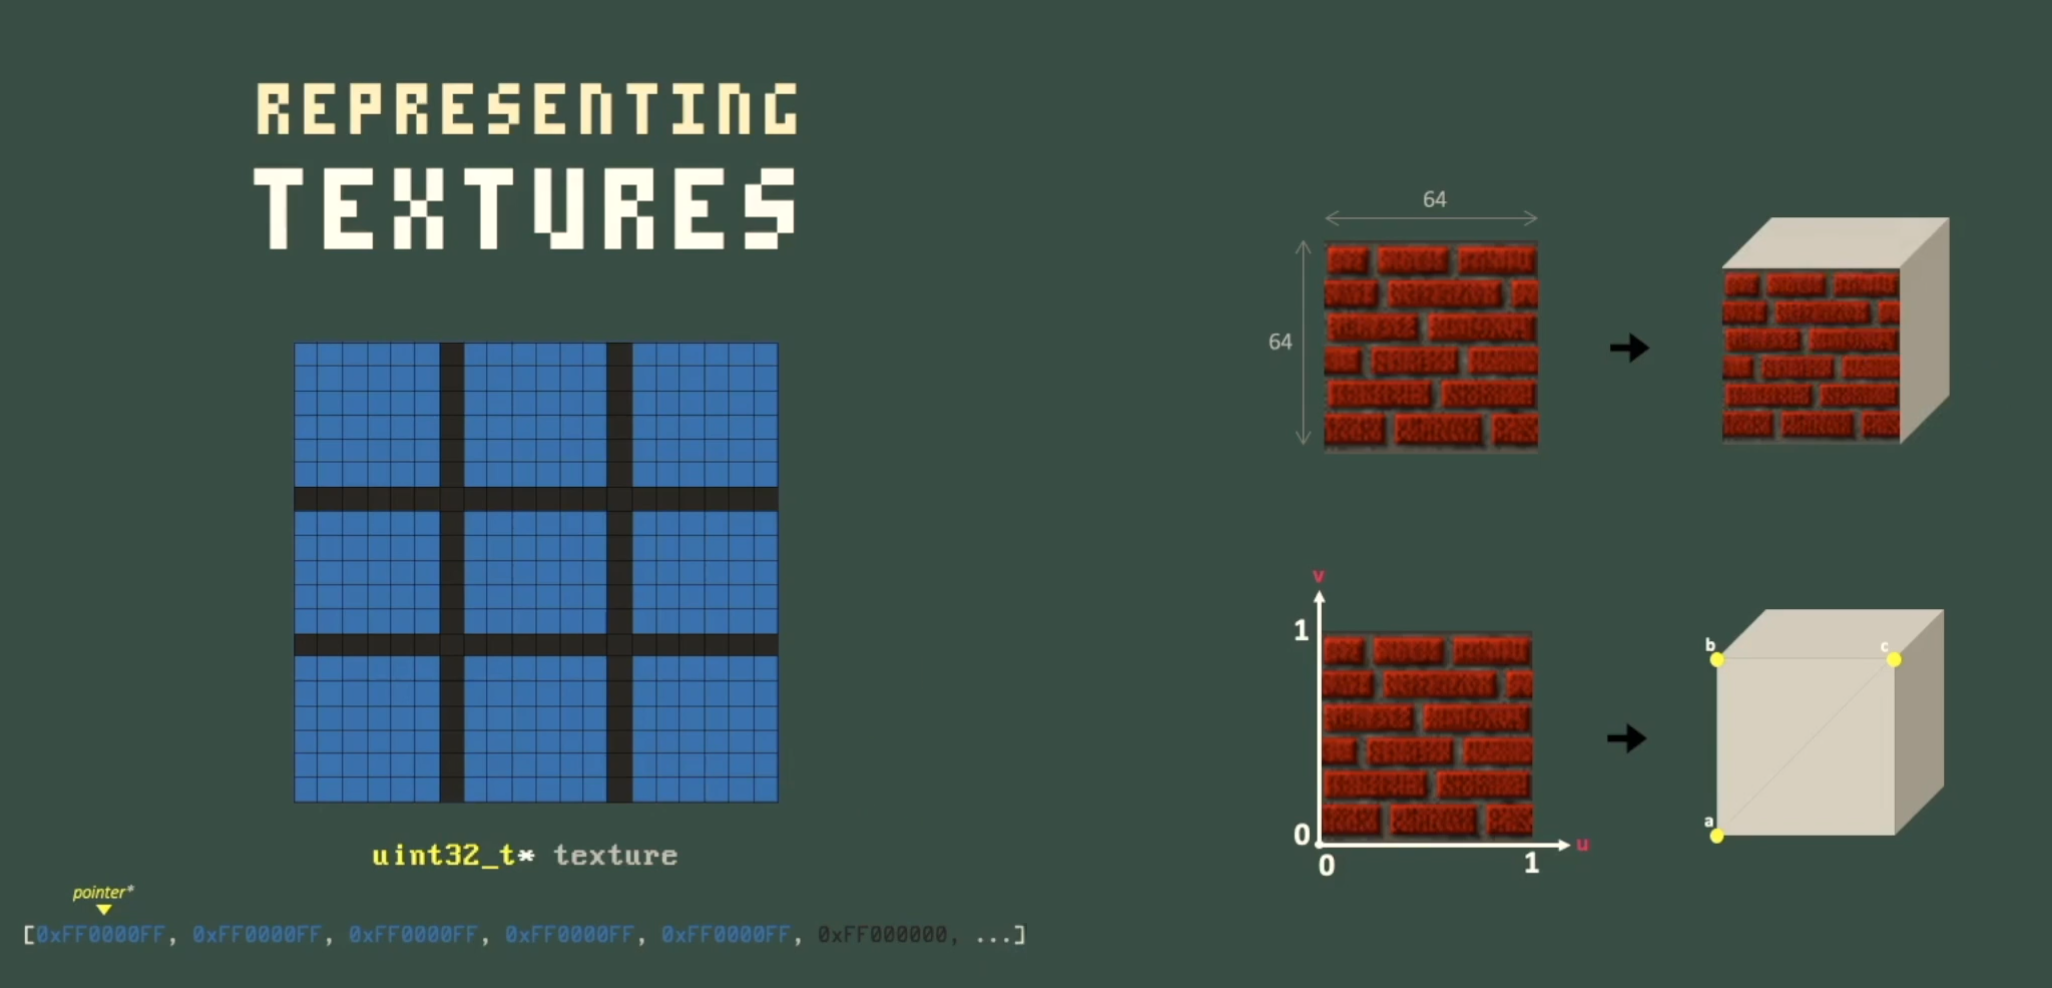 REPRESENTING
TEXTURES
uint32_t* texture
pointer*
[0xFF0000FF, 0xFF0000FF, 0xFF0000FF, 0xFF0000FF, 0xFF0000FF, 0xFF000000, ...]
64
64
v
1
0
0
1
u
b
c
a